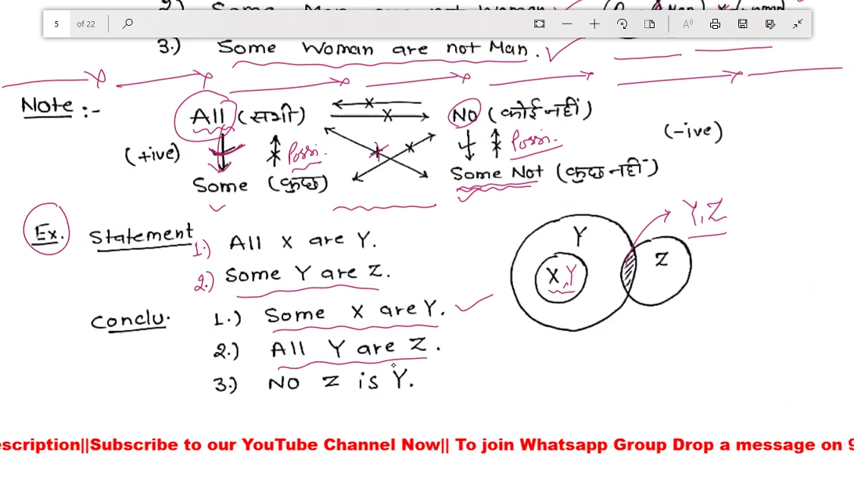 5 of 22
3.) Some Woman are not Man.
Note :-
All (सभी) No (कोई नहीं)
(+ive) Possi. Possi. (-ive)
Some (कुछ) Some Not (कुछ नहीं)
Ex. Statement 1.) All X are Y.
2.) Some Y are Z.
Conclu. 1.) Some X are Y.
2.) All Y are Z.
3.) NO Z is Y.
Y
X,Y
Z
Y,Z
escription||Subscribe to our YouTube Channel Now|| To join Whatsapp Group Drop a message on 9